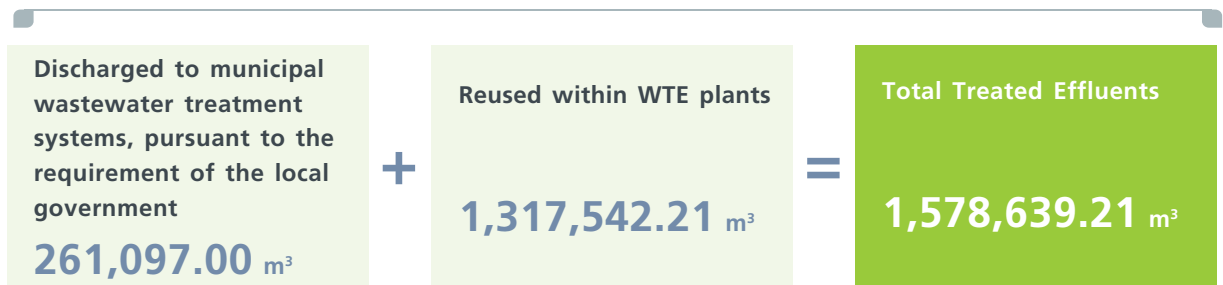 Discharged to municipal
wastewater treatment
systems, pursuant to the
requirement of the local
government
261,097.00 m³
+
Reused within WTE plants
1,317,542.21 m³
=
Total Treated Effluents
1,578,639.21 m³